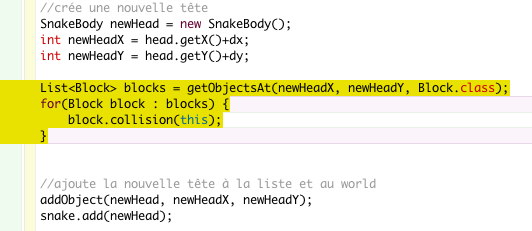 //crée une nouvelle tête
SnakeBody newHead = new SnakeBody();
int newHeadX = head.getX()+dx;
int newHeadY = head.getY()+dy;
List<Block> blocks = getObjectsAt(newHeadX, newHeadY, Block.class);
for(Block block : blocks) {
block.collision(this);
}
//ajoute la nouvelle tête à la liste et au world
addObject(newHead, newHeadX, newHeadY);
snake.add(newHead);